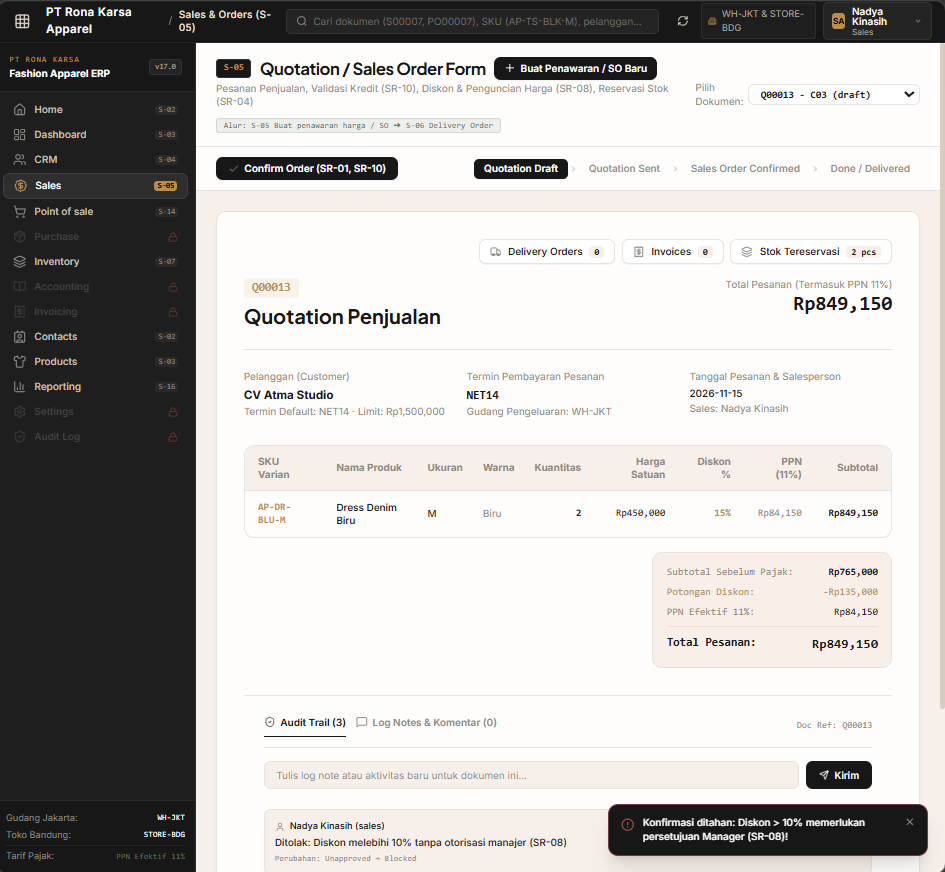 PT Rona Karsa Apparel
/ Sales & Orders (S-05)
Cari dokumen (S00007, PO00007), SKU (AP-TS-BLK-M), pelanggan...
WH-JKT & STORE-BDG
SA
Nadya Kinasih
Sales
PT RONA KARSA
Fashion Apparel ERP
v17.0
Home S-02
Dashboard S-03
CRM S-04
Sales S-05
Point of sale S-14
Purchase
Inventory S-07
Accounting
Invoicing
Contacts S-02
Products S-03
Reporting S-16
Settings
Audit Log
Gudang Jakarta: WH-JKT
Toko Bandung: STORE-BDG
Tarif Pajak: PPN Efektif 11%
S-05 Quotation / Sales Order Form
+ Buat Penawaran / SO Baru
Pesanan Penjualan, Validasi Kredit (SR-10), Diskon & Penguncian Harga (SR-08), Reservasi Stok (SR-04)
Alur: S-05 Buat penawaran harga / SO → S-06 Delivery Order
Pilih Dokumen:
Q00013 - C03 (draft)
Confirm Order (SR-01, SR-10)
Quotation Draft › Quotation Sent › Sales Order Confirmed › Done / Delivered
Delivery Orders 0
Invoices 0
Stok Tereservasi 2 pcs
Q00013
Quotation Penjualan
Total Pesanan (Termasuk PPN 11%)
Rp849,150
Pelanggan (Customer)
CV Atma Studio
Termin Default: NET14 · Limit: Rp1,500,000
Termin Pembayaran Pesanan
NET14
Gudang Pengeluaran: WH-JKT
Tanggal Pesanan & Salesperson
2026-11-15
Sales: Nadya Kinasih
SKU Varian Nama Produk Ukuran Warna Kuantitas Harga Satuan Diskon % PPN (11%) Subtotal
AP-DR-BLU-M Dress Denim Biru M Biru 2 Rp450,000 15% Rp84,150 Rp849,150
Subtotal Sebelum Pajak: Rp765,000
Potongan Diskon: -Rp135,000
PPN Efektif 11%: Rp84,150
Total Pesanan: Rp849,150
Audit Trail (3)
Log Notes & Komentar (0)
Doc Ref: Q00013
Tulis log note atau aktivitas baru untuk dokumen ini...
Kirim
Nadya Kinasih (sales)
Ditolak: Diskon melebihi 10% tanpa otorisasi manajer (SR-08)
Perubahan: Unapproved → Blocked
Konfirmasi ditahan: Diskon > 10% memerlukan
persetujuan Manager (SR-08)!